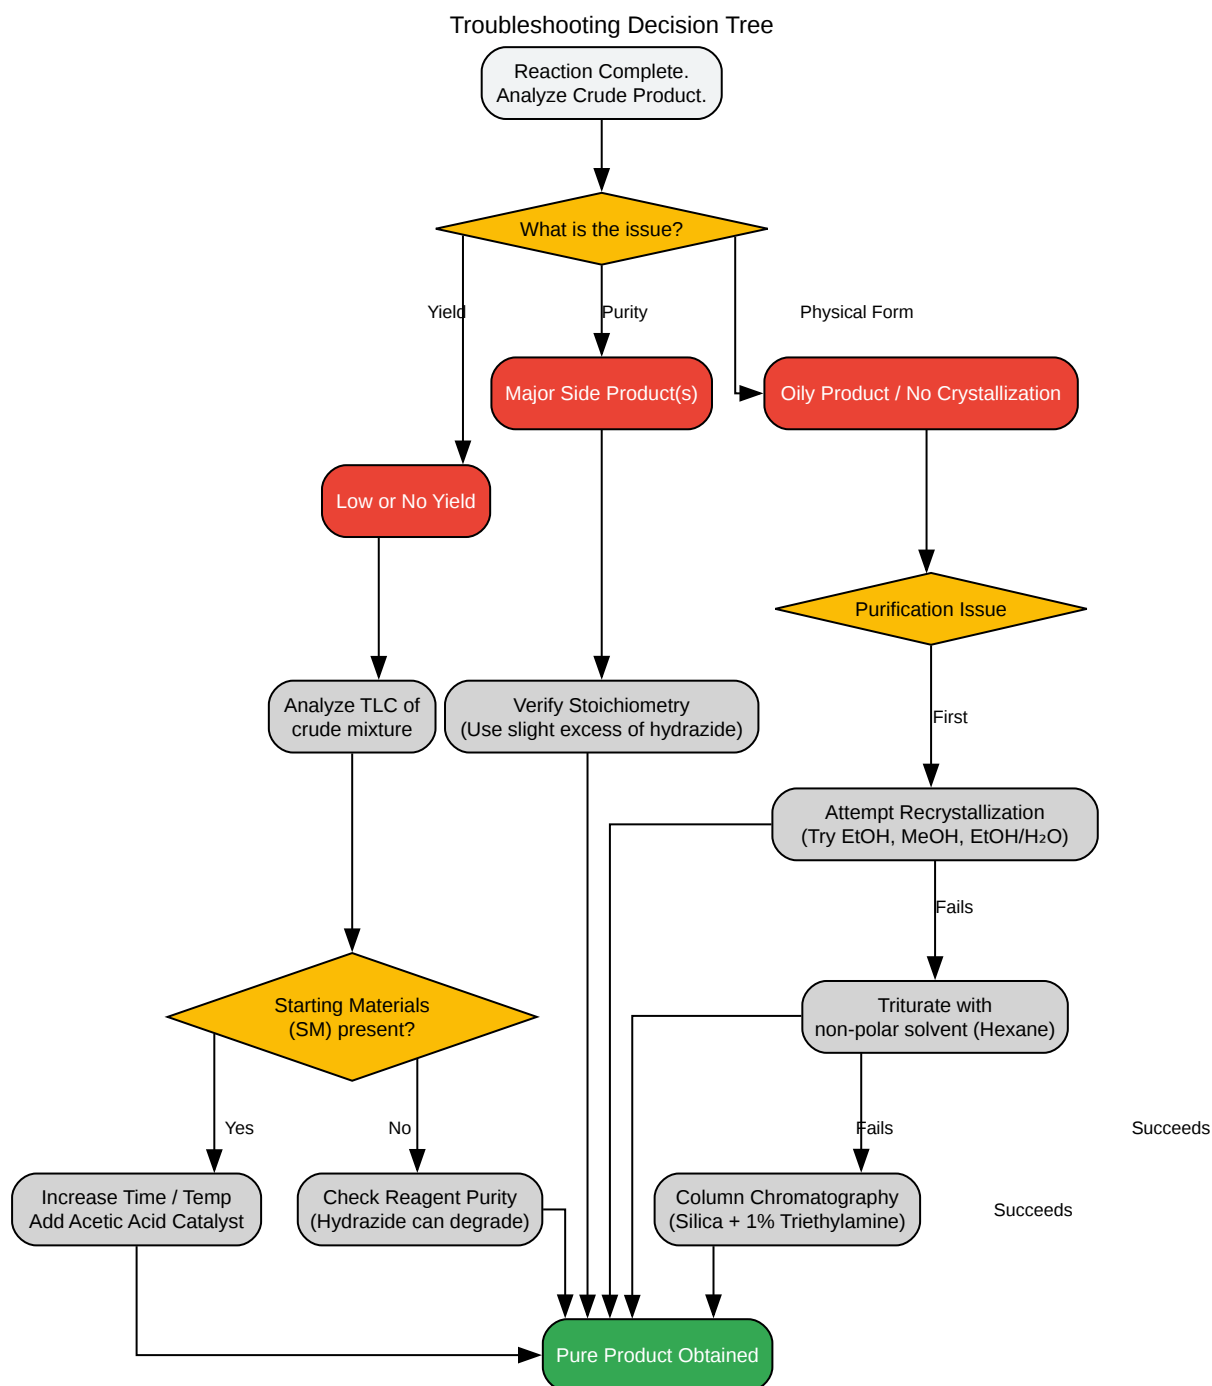 Troubleshooting Decision Tree
Reaction Complete.
Analyze Crude Product.
What is the issue?
Yield
Purity
Physical Form
Major Side Product(s)
Oily Product / No Crystallization
Low or No Yield
Purification Issue
Analyze TLC of
crude mixture
Verify Stoichiometry
(Use slight excess of hydrazide)
First
Attempt Recrystallization
(Try EtOH, MeOH, EtOH/H₂O)
Fails
Starting Materials
(SM) present?
Triturate with
non-polar solvent (Hexane)
Yes
No
Fails
Succeeds
Increase Time / Temp
Add Acetic Acid Catalyst
Check Reagent Purity
(Hydrazide can degrade)
Column Chromatography
(Silica + 1% Triethylamine)
Succeeds
Pure Product Obtained